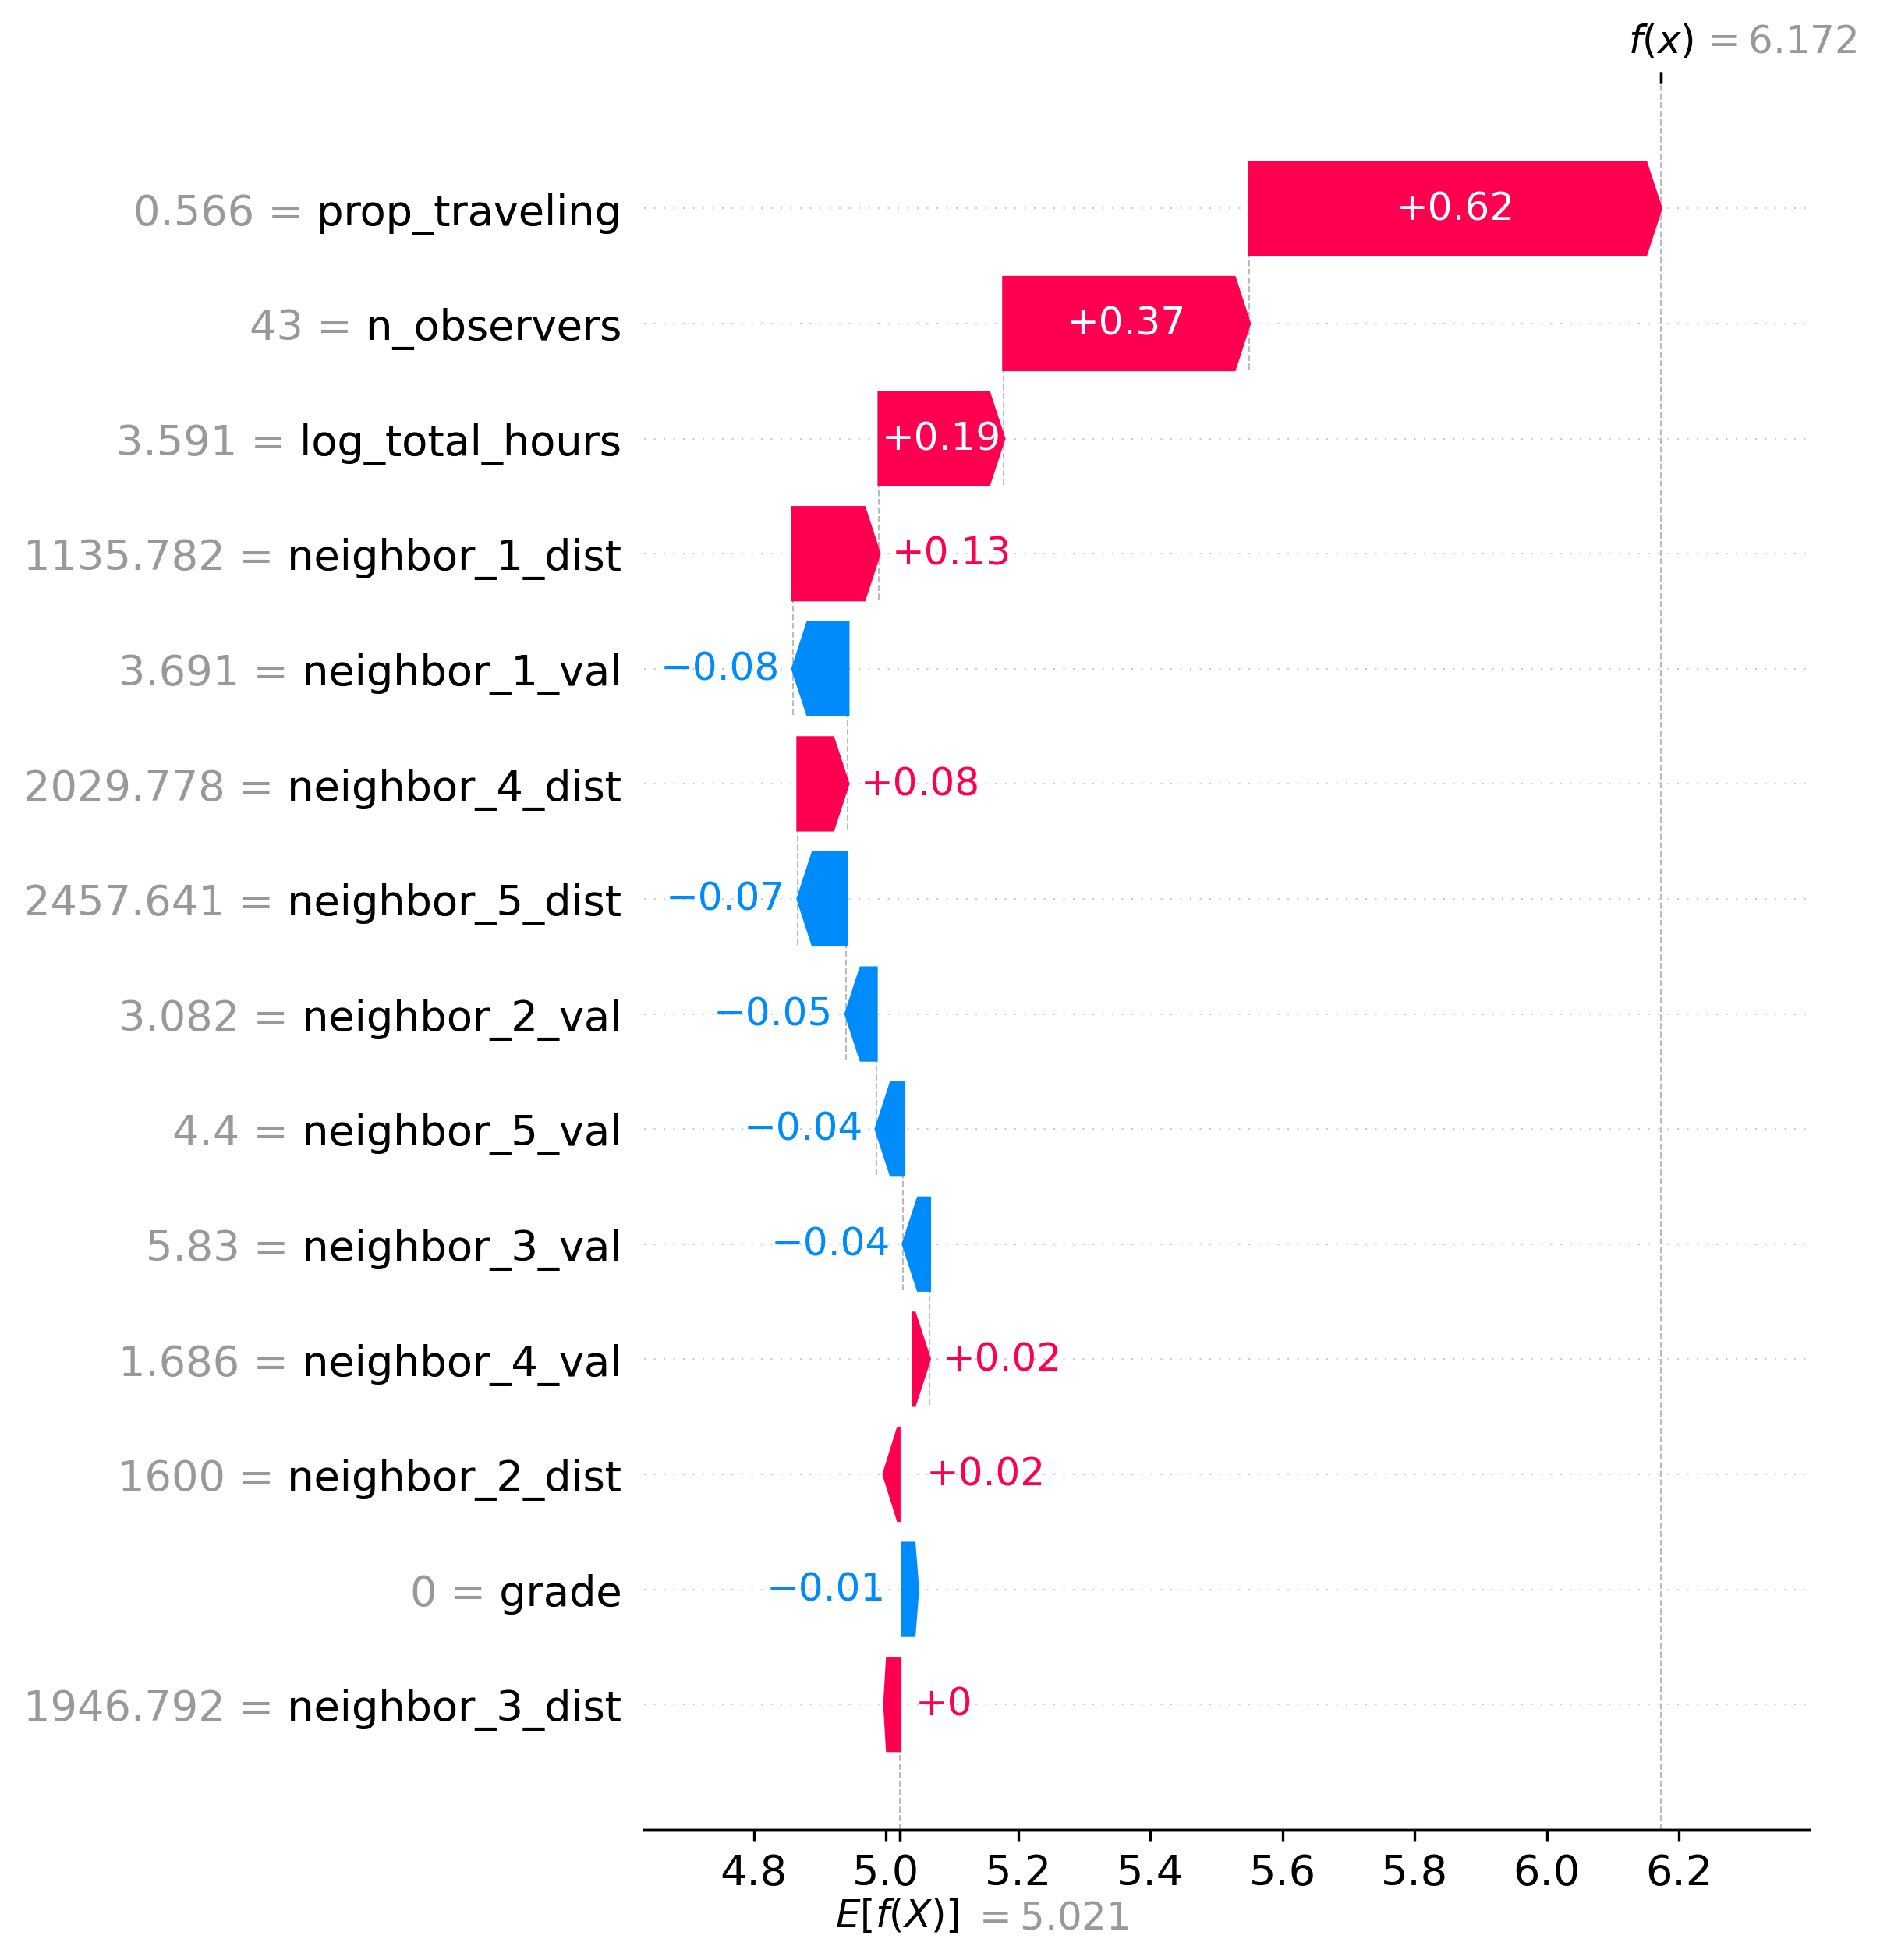 f(x) = 6.172
0.566 = prop_traveling +0.62
43 = n_observers +0.37
3.591 = log_total_hours +0.19
1135.782 = neighbor_1_dist +0.13
3.691 = neighbor_1_val −0.08
2029.778 = neighbor_4_dist +0.08
2457.641 = neighbor_5_dist −0.07
3.082 = neighbor_2_val −0.05
4.4 = neighbor_5_val −0.04
5.83 = neighbor_3_val −0.04
1.686 = neighbor_4_val +0.02
1600 = neighbor_2_dist +0.02
0 = grade −0.01
1946.792 = neighbor_3_dist +0
4.8 5.0 5.2 5.4 5.6 5.8 6.0 6.2
E[f(X)] = 5.021